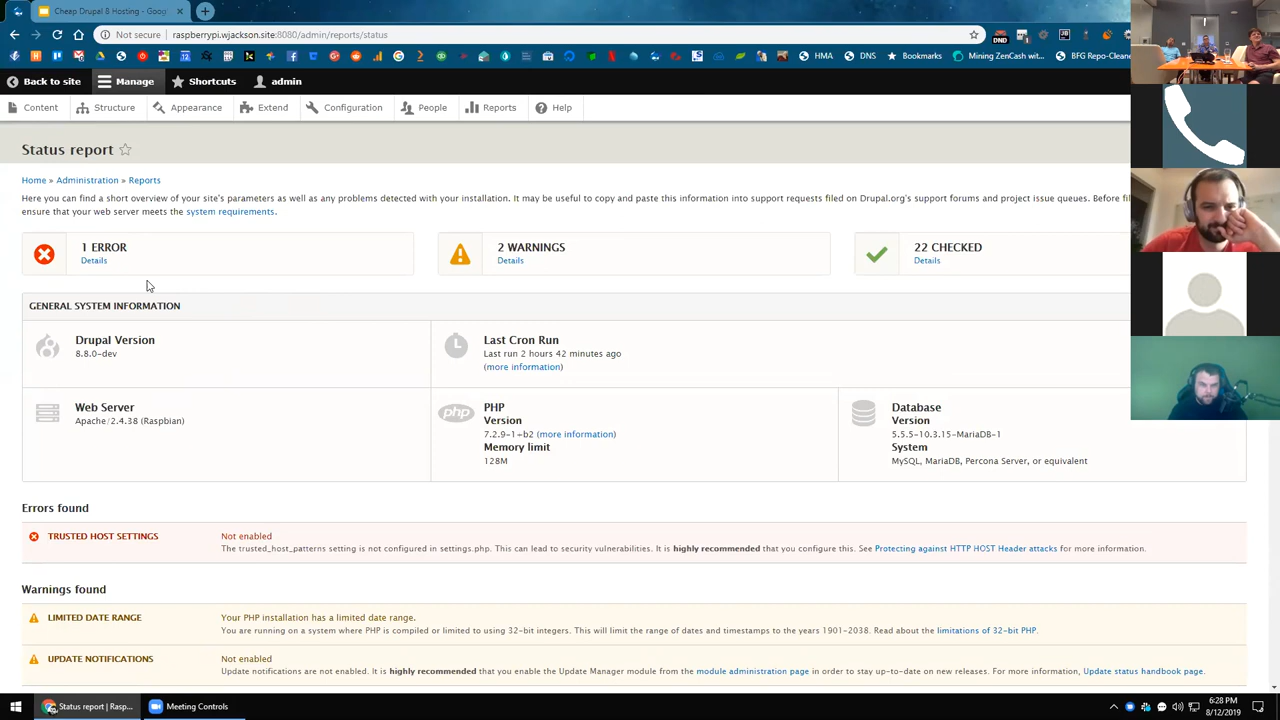 Cheap Drupal 8 Hosting -
Not secure raspberrypi.wjackson.site:8080/admin/reports/status
HMA DNS Bookmarks Mining ZenCash wit... BFG Repo-Cleane
Back to site Manage Shortcuts admin
Content Structure Appearance Extend Configuration People Reports Help
Status report
Home » Administration » Reports
Here you can find a short overview of your site's parameters as well as any problems detected with your installation. It may be useful to copy and paste this information into support requests filed on Drupal.org's support forums and project issue queues. Before fil
ensure that your web server meets the system requirements.
1 ERROR
Details
2 WARNINGS
Details
22 CHECKED
Details
GENERAL SYSTEM INFORMATION
Drupal Version
8.8.0-dev
Last Cron Run
Last run 2 hours 42 minutes ago
(more information)
Web Server
Apache/2.4.38 (Raspbian)
PHP
Version
7.2.9-1+b2 (more information)
Memory limit
128M
Database
Version
5.5.5-10.3.15-MariaDB-1
System
MySQL, MariaDB, Percona Server, or equivalent
Errors found
TRUSTED HOST SETTINGS Not enabled
The trusted_host_patterns setting is not configured in settings.php. This can lead to security vulnerabilities. It is highly recommended that you configure this. See Protecting against HTTP HOST Header attacks for more information.
Warnings found
LIMITED DATE RANGE Your PHP installation has a limited date range.
You are running on a system where PHP is compiled or limited to using 32-bit integers. This will limit the range of dates and timestamps to the years 1901-2038. Read about the limitations of 32-bit PHP.
UPDATE NOTIFICATIONS Not enabled
Update notifications are not enabled. It is highly recommended that you enable the Update Manager module from the module administration page in order to stay up-to-date on new releases. For more information, Update status handbook page.
Status report | Rasp... Meeting Controls
6:28 PM
8/12/2019